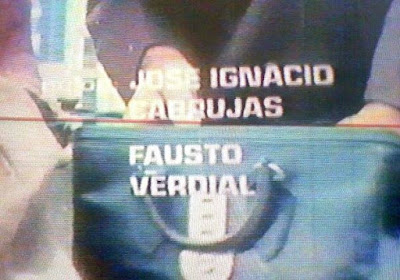 JOSE IGNACIO
CABRUJAS
FAUSTO
VERDIAL